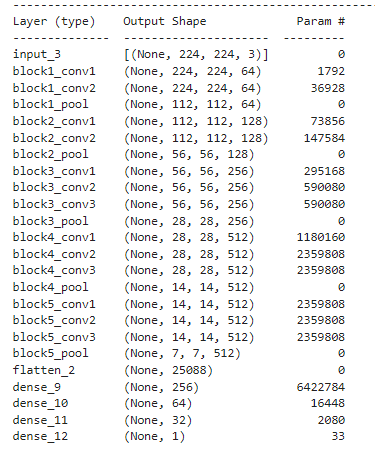 Layer (type) Output Shape Param #
input_3 [(None, 224, 224, 3)] 0
block1_conv1 (None, 224, 224, 64) 1792
block1_conv2 (None, 224, 224, 64) 36928
block1_pool (None, 112, 112, 64) 0
block2_conv1 (None, 112, 112, 128) 73856
block2_conv2 (None, 112, 112, 128) 147584
block2_pool (None, 56, 56, 128) 0
block3_conv1 (None, 56, 56, 256) 295168
block3_conv2 (None, 56, 56, 256) 590080
block3_conv3 (None, 56, 56, 256) 590080
block3_pool (None, 28, 28, 256) 0
block4_conv1 (None, 28, 28, 512) 1180160
block4_conv2 (None, 28, 28, 512) 2359808
block4_conv3 (None, 28, 28, 512) 2359808
block4_pool (None, 14, 14, 512) 0
block5_conv1 (None, 14, 14, 512) 2359808
block5_conv2 (None, 14, 14, 512) 2359808
block5_conv3 (None, 14, 14, 512) 2359808
block5_pool (None, 7, 7, 512) 0
flatten_2 (None, 25088) 0
dense_9 (None, 256) 6422784
dense_10 (None, 64) 16448
dense_11 (None, 32) 2080
dense_12 (None, 1) 33